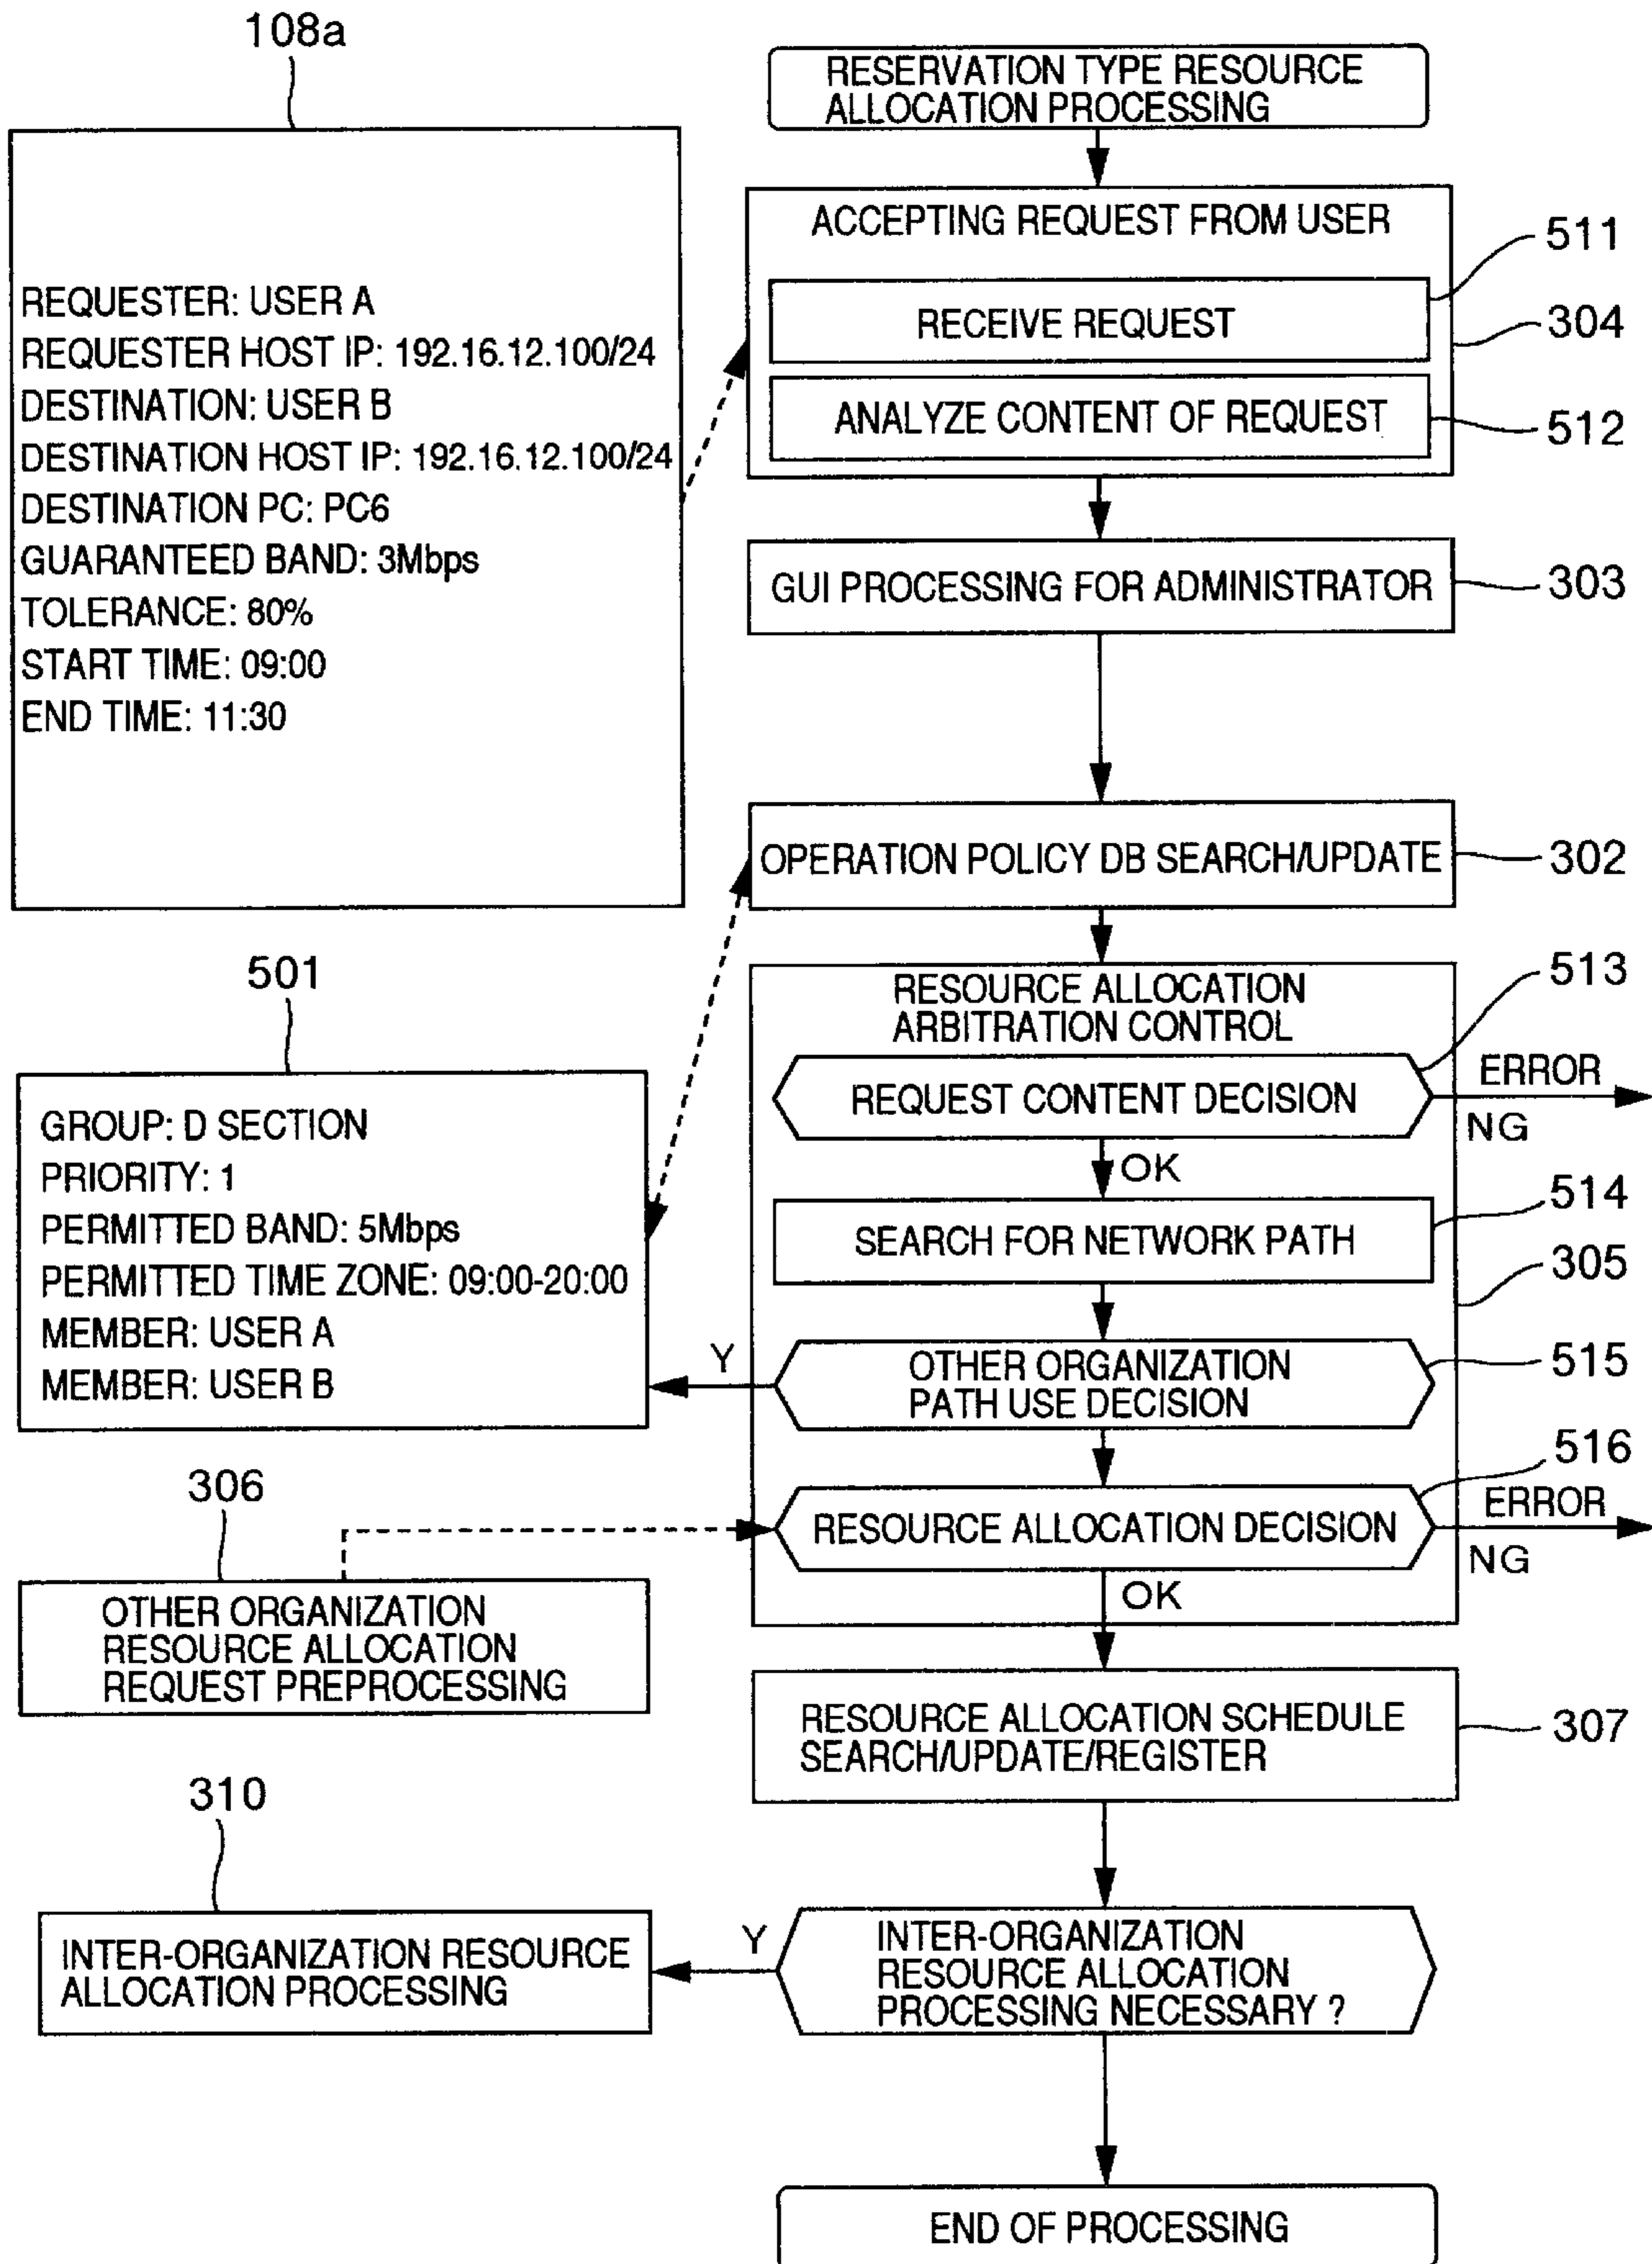 108a
REQUESTER: USER A
REQUESTER HOST IP: 192.16.12.100/24
DESTINATION: USER B
DESTINATION HOST IP: 192.16.12.100/24
DESTINATION PC: PC6
GUARANTEED BAND: 3Mbps
TOLERANCE: 80%
START TIME: 09:00
END TIME: 11:30
RESERVATION TYPE RESOURCE
ALLOCATION PROCESSING
ACCEPTING REQUEST FROM USER
511
RECEIVE REQUEST
304
ANALYZE CONTENT OF REQUEST
512
GUI PROCESSING FOR ADMINISTRATOR
303
OPERATION POLICY DB SEARCH/UPDATE
302
501
GROUP: D SECTION
PRIORITY: 1
PERMITTED BAND: 5Mbps
PERMITTED TIME ZONE: 09:00-20:00
MEMBER: USER A
MEMBER: USER B
RESOURCE ALLOCATION
ARBITRATION CONTROL
513
REQUEST CONTENT DECISION
ERROR
NG
OK
514
SEARCH FOR NETWORK PATH
305
Y
OTHER ORGANIZATION
PATH USE DECISION
515
516
RESOURCE ALLOCATION DECISION
ERROR
NG
OK
306
OTHER ORGANIZATION
RESOURCE ALLOCATION
REQUEST PREPROCESSING
RESOURCE ALLOCATION SCHEDULE
SEARCH/UPDATE/REGISTER
307
310
INTER-ORGANIZATION RESOURCE
ALLOCATION PROCESSING
Y
INTER-ORGANIZATION
RESOURCE ALLOCATION
PROCESSING NECESSARY ?
END OF PROCESSING